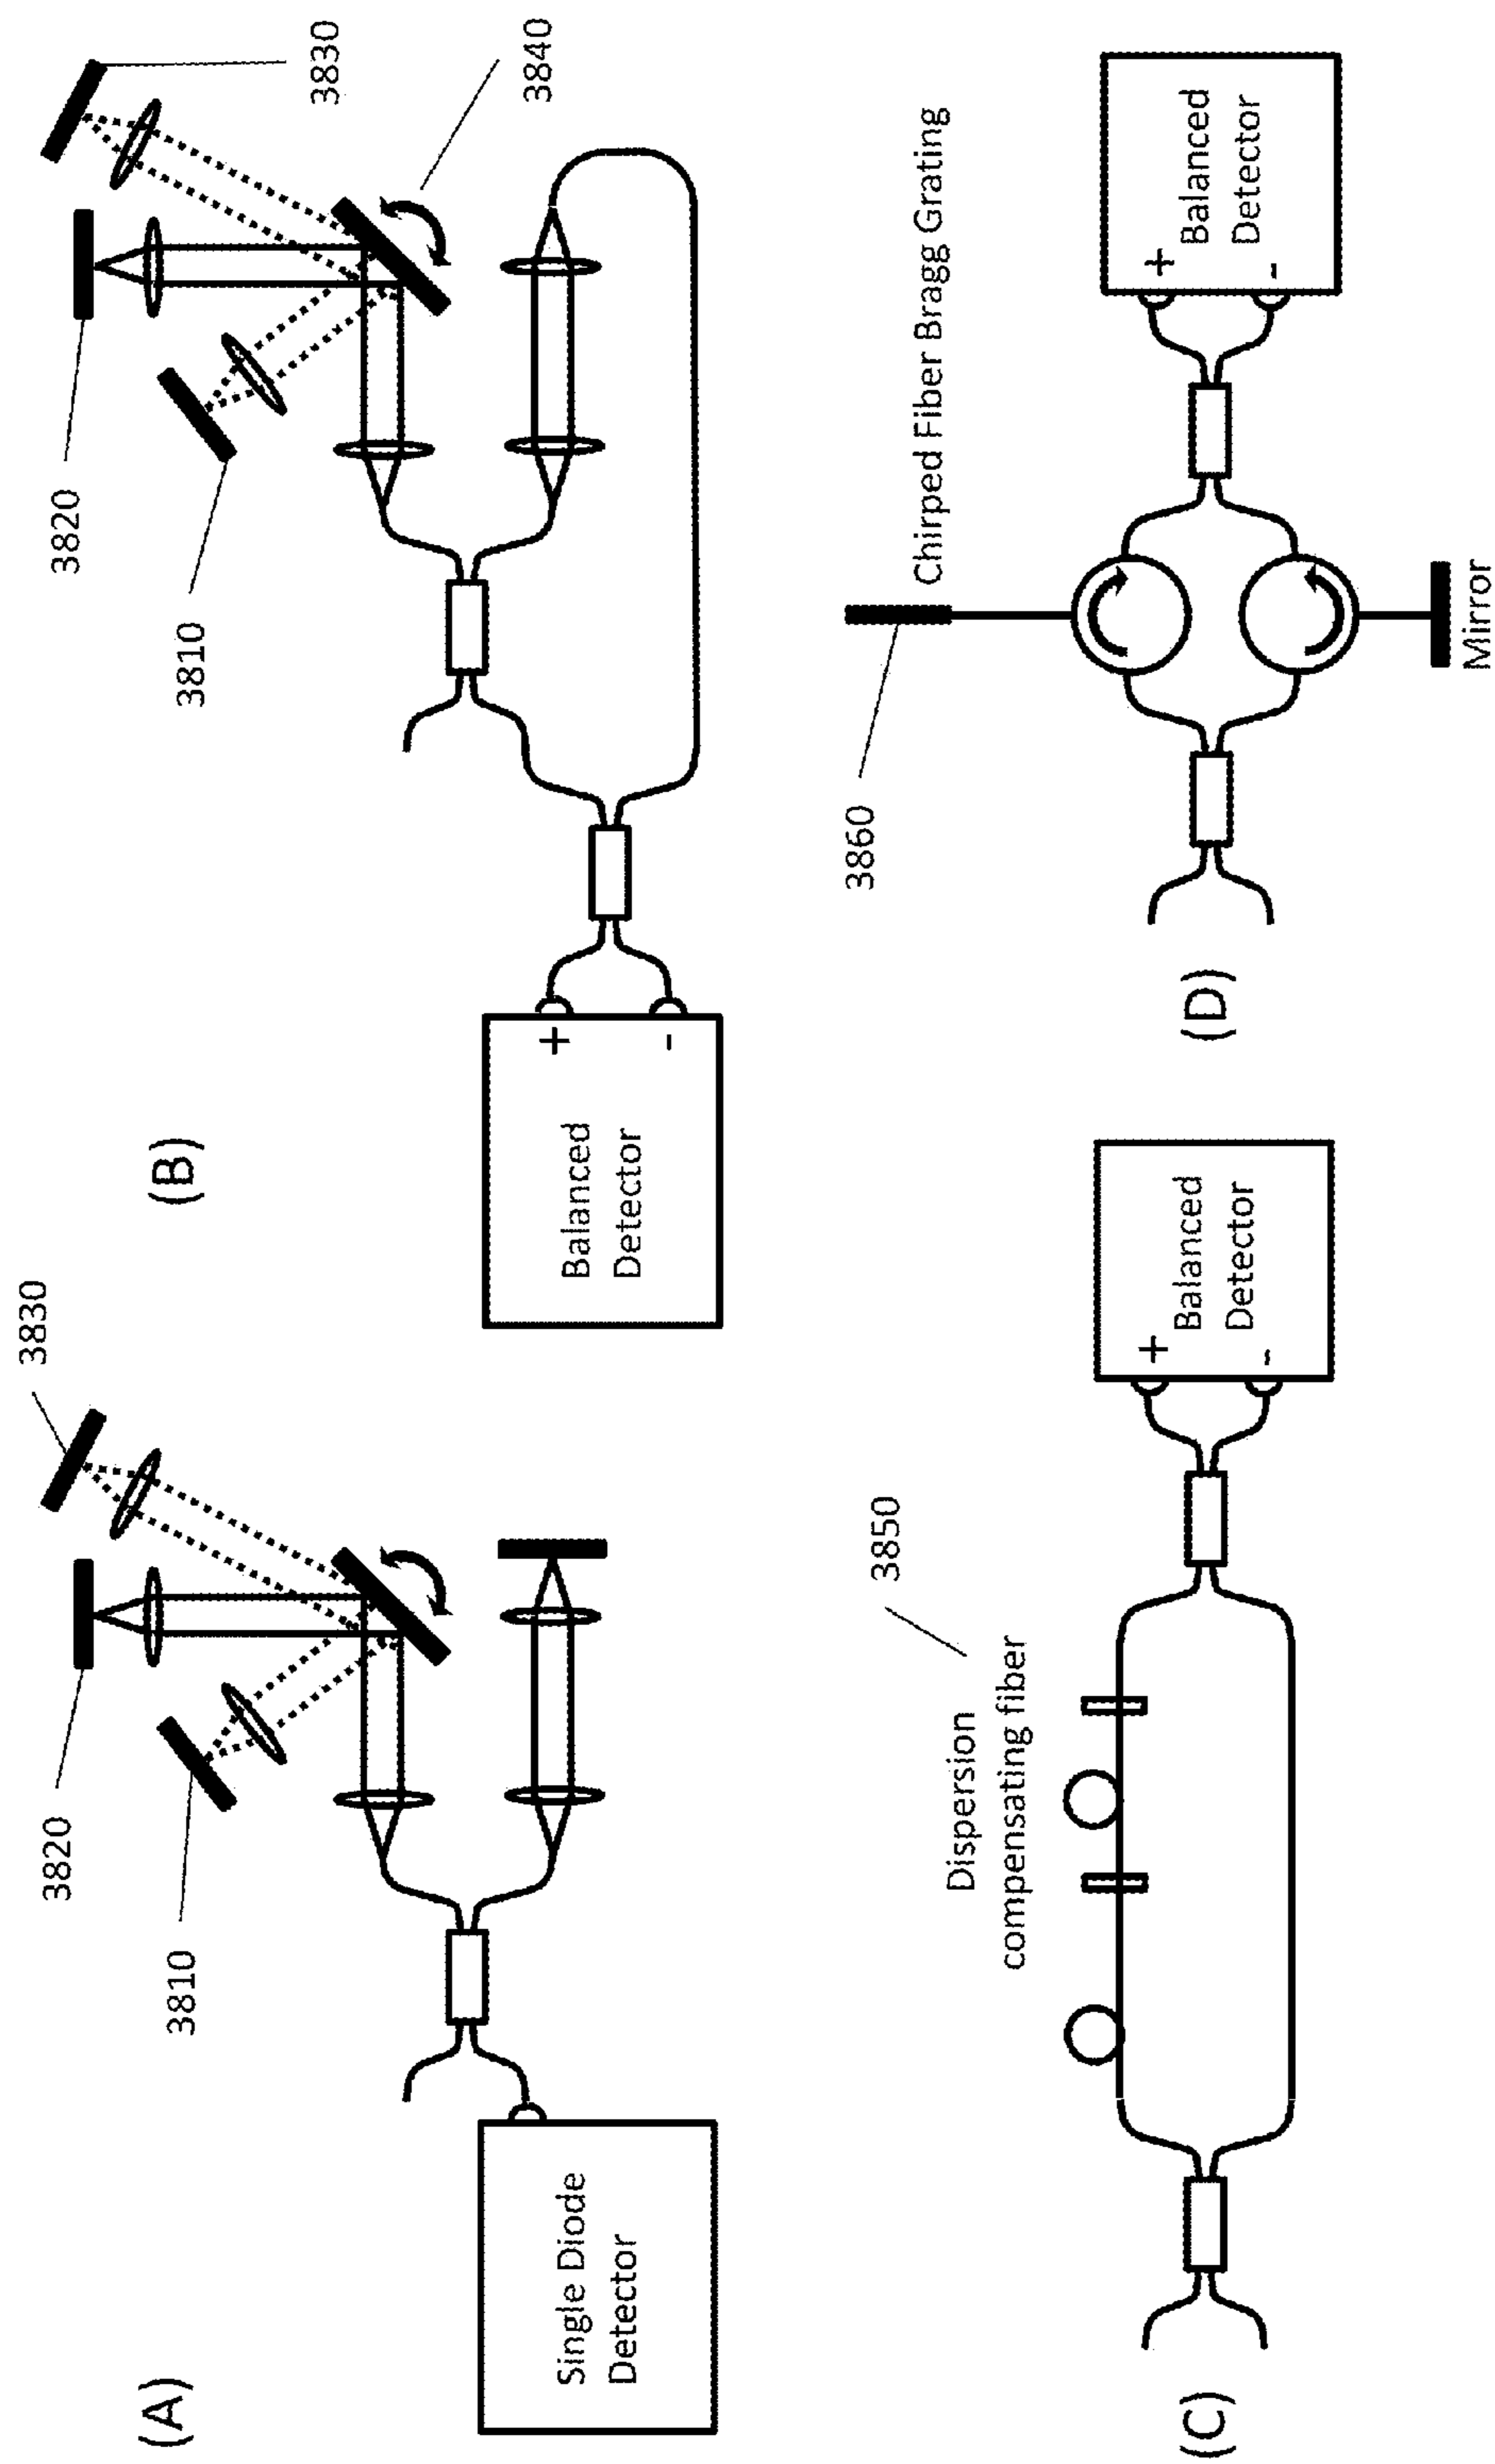 (A)
3810
3820
3830
Single Diode
Detector
(B)
3810
3820
3830
3840
Balanced
Detector
+
-
(C)
Dispersion
compensating fiber
3850
+
-
Balanced
Detector
(D)
3860
Chirped Fiber Bragg Grating
Mirror
+
-
Balanced
Detector